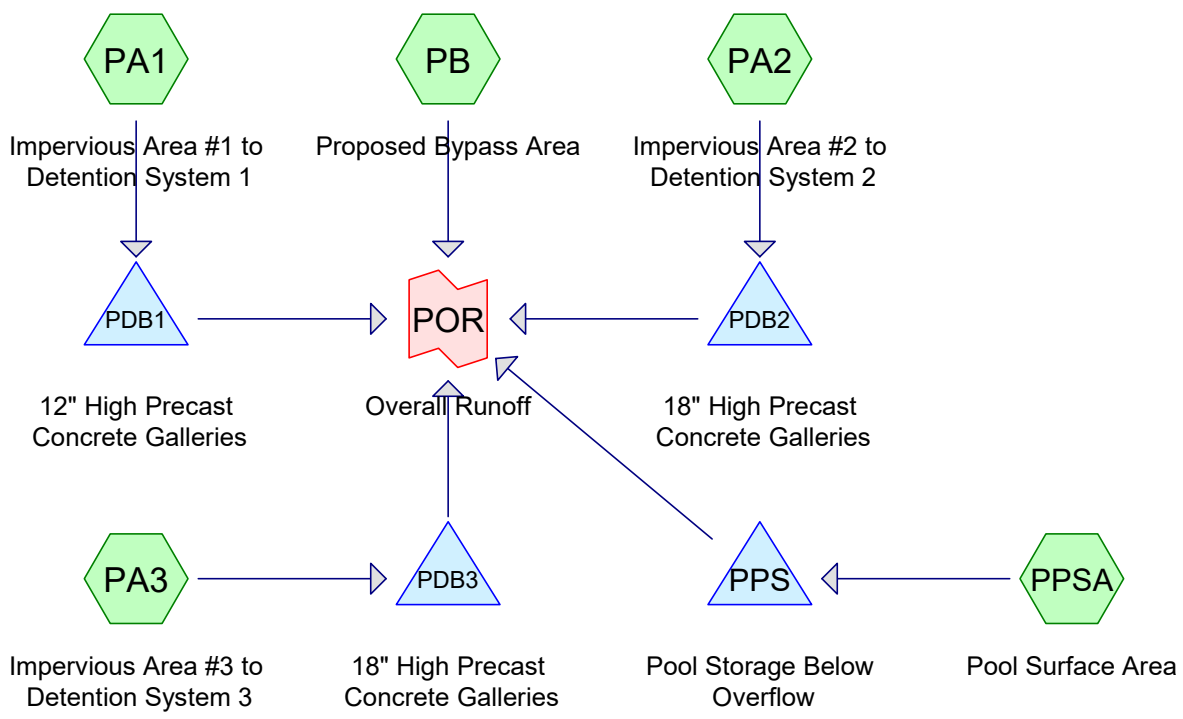 PA1
PB
PA2
Impervious Area #1 to
Detention System 1
Proposed Bypass Area
Impervious Area #2 to
Detention System 2
PDB1
POR
PDB2
12" High Precast
Concrete Galleries
Overall Runoff
18" High Precast
Concrete Galleries
PA3
PDB3
PPS
PPSA
Impervious Area #3 to
Detention System 3
18" High Precast
Concrete Galleries
Pool Storage Below
Overflow
Pool Surface Area